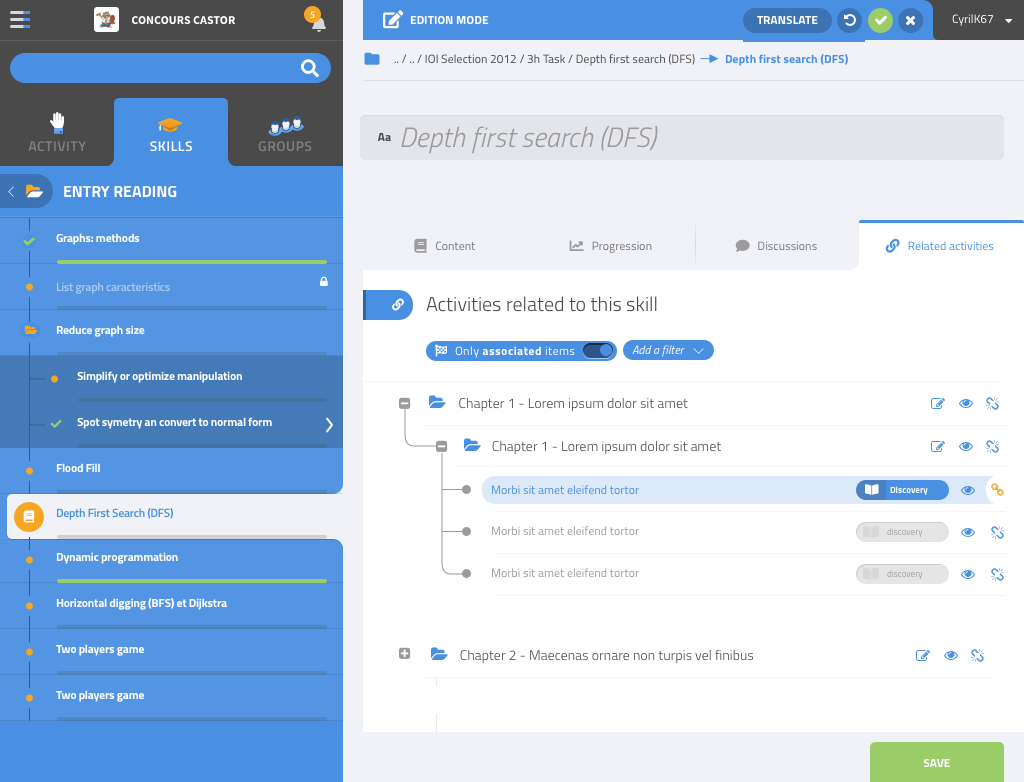 CONCOURS CASTOR
5
EDITION MODE
TRANSLATE
CyrilK67
.. / .. / IOI Selection 2012 / 3h Task / Depth first search (DFS)
Depth first search (DFS)
ACTIVITY
SKILLS
GROUPS
Aa Depth first search (DFS)
ENTRY READING
Graphs: methods
List graph caracteristics
Reduce graph size
Simplify or optimize manipulation
Spot symetry an convert to normal form
Flood Fill
Depth First Search (DFS)
Dynamic programmation
Horizontal digging (BFS) et Dijkstra
Two players game
Two players game
Content
Progression
Discussions
Related activities
Activities related to this skill
Only associated items
Add a filter
Chapter 1 - Lorem ipsum dolor sit amet
Chapter 1 - Lorem ipsum dolor sit amet
Morbi sit amet eleifend tortor
Discovery
Morbi sit amet eleifend tortor
discovery
Morbi sit amet eleifend tortor
discovery
Chapter 2 - Maecenas ornare non turpis vel finibus
SAVE